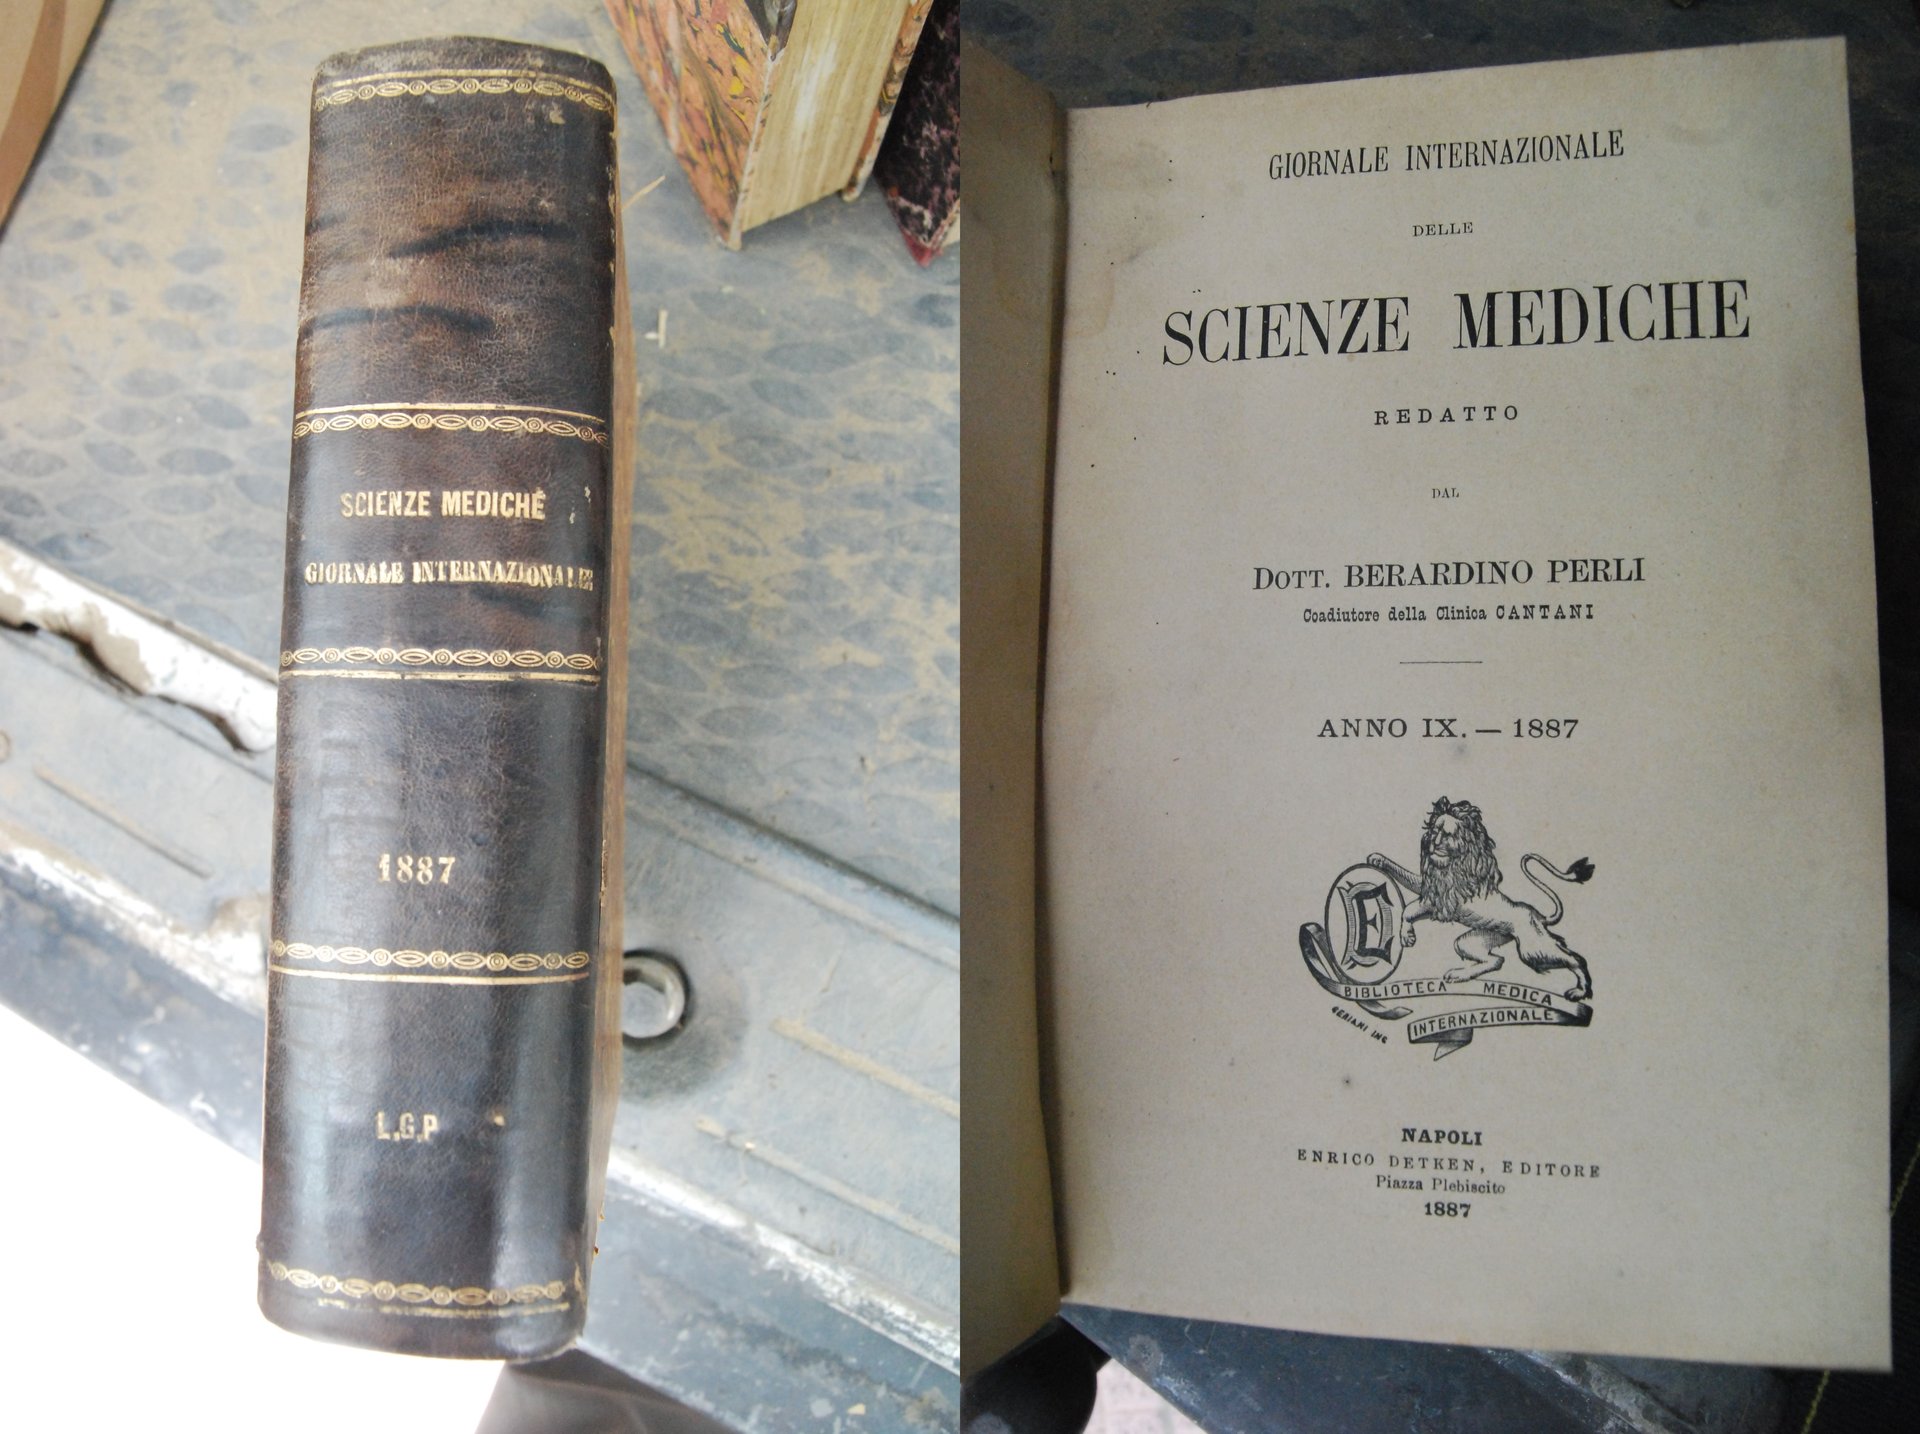 SCIENZE MEDICHE
GIORNALE INTERNAZIONALE
1887
L.G.P
GIORNALE INTERNAZIONALE
DELLE
SCIENZE MEDICHE
REDATTO
DAL
DOTT. BERARDINO PERLI
Coadiutore della Clinica CANTANI
ANNO IX. — 1887
E
BIBLIOTECA MEDICA
INTERNAZIONALE
NAPOLI
ENRICO DETKEN, EDITORE
Piazza Plebiscito
1887